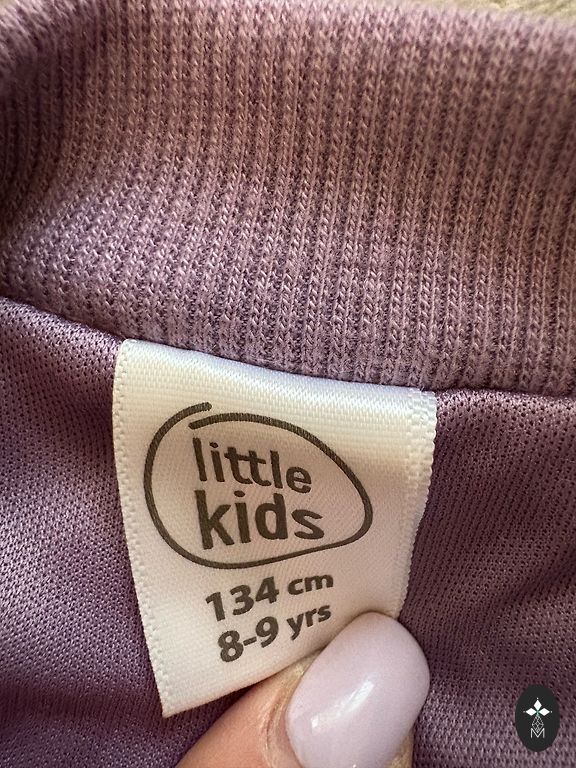 little
kids
134 cm
8-9 yrs